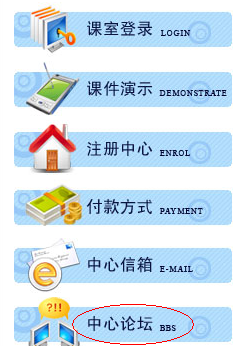 课室登录 LOGIN
课件演示 DEMONSTRATE
注册中心 ENROL
付款方式 PAYMENT
中心信箱 E-MAIL
?!!
中心论坛 BBS